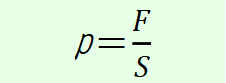 p = F/S